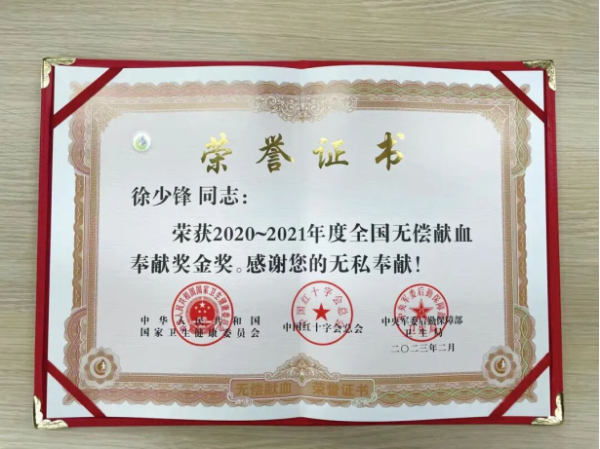 荣誉证书
徐少锋 同志：
荣获2020~2021年度全国无偿献血
奉献奖金奖。感谢您的无私奉献！
中华人民共和国
国家卫生健康委员会
中国红十字会总会
中央军委后勤保障部
卫生局
二〇二三年二月
无偿献血 荣誉证书